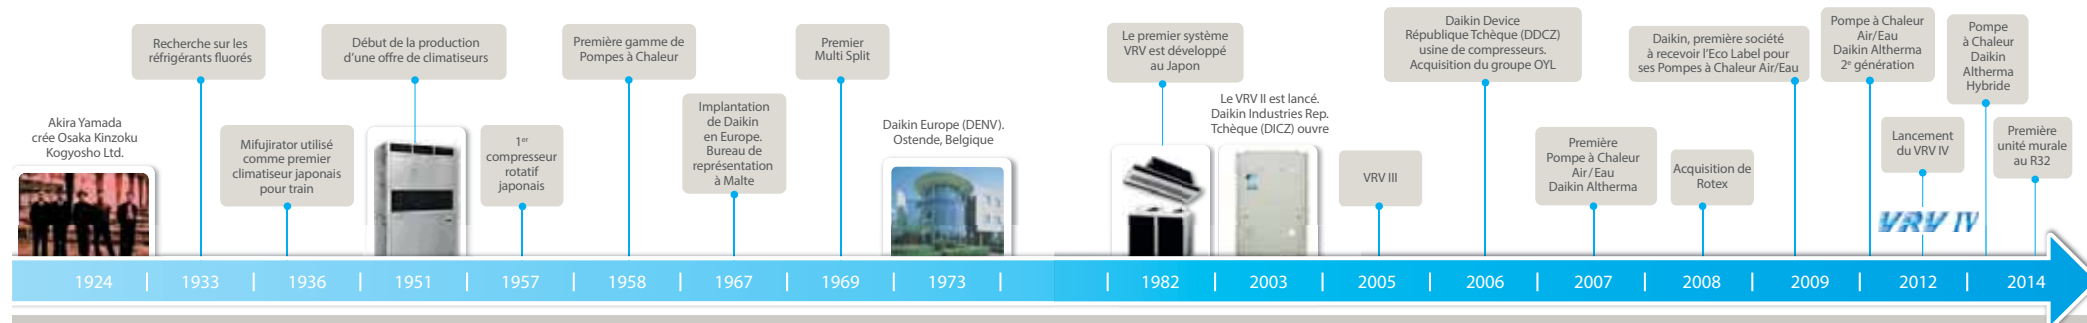 Akira Yamada
crée Osaka Kinzoku
Kogyosho Ltd.
Recherche sur les
réfrigérants fluorés
Mifujirator utilisé
comme premier
climatiseur japonais
pour train
Début de la production
d'une offre de climatiseurs
1er
compresseur
rotatif
japonais
Première gamme de
Pompes à Chaleur
Implantation
de Daikin
en Europe.
Bureau de
représentation
à Malte
Premier
Multi Split
Daikin Europe (DENV).
Ostende, Belgique
Le premier système
VRV est développé
au Japon
Le VRV II est lancé.
Daikin Industries Rep.
Tchèque (DICZ) ouvre
VRV III
Daikin Device
République Tchèque (DDCZ)
usine de compresseurs.
Acquisition du groupe OYL
Première
Pompe à Chaleur
Air/Eau
Daikin Altherma
Acquisition de
Rotex
Daikin, première société
à recevoir l'Eco Label pour
ses Pompes à Chaleur Air/Eau
Pompe à Chaleur
Air/Eau
Daikin Altherma
2e génération
Lancement
du VRV IV
VRV IV
Pompe
à Chaleur
Daikin
Altherma
Hybride
Première
unité murale
au R32
1924 | 1933 | 1936 | 1951 | 1957 | 1958 | 1967 | 1969 | 1973 | | 1982 | 2003 | 2005 | 2006 | 2007 | 2008 | 2009 | 2012 | 2014